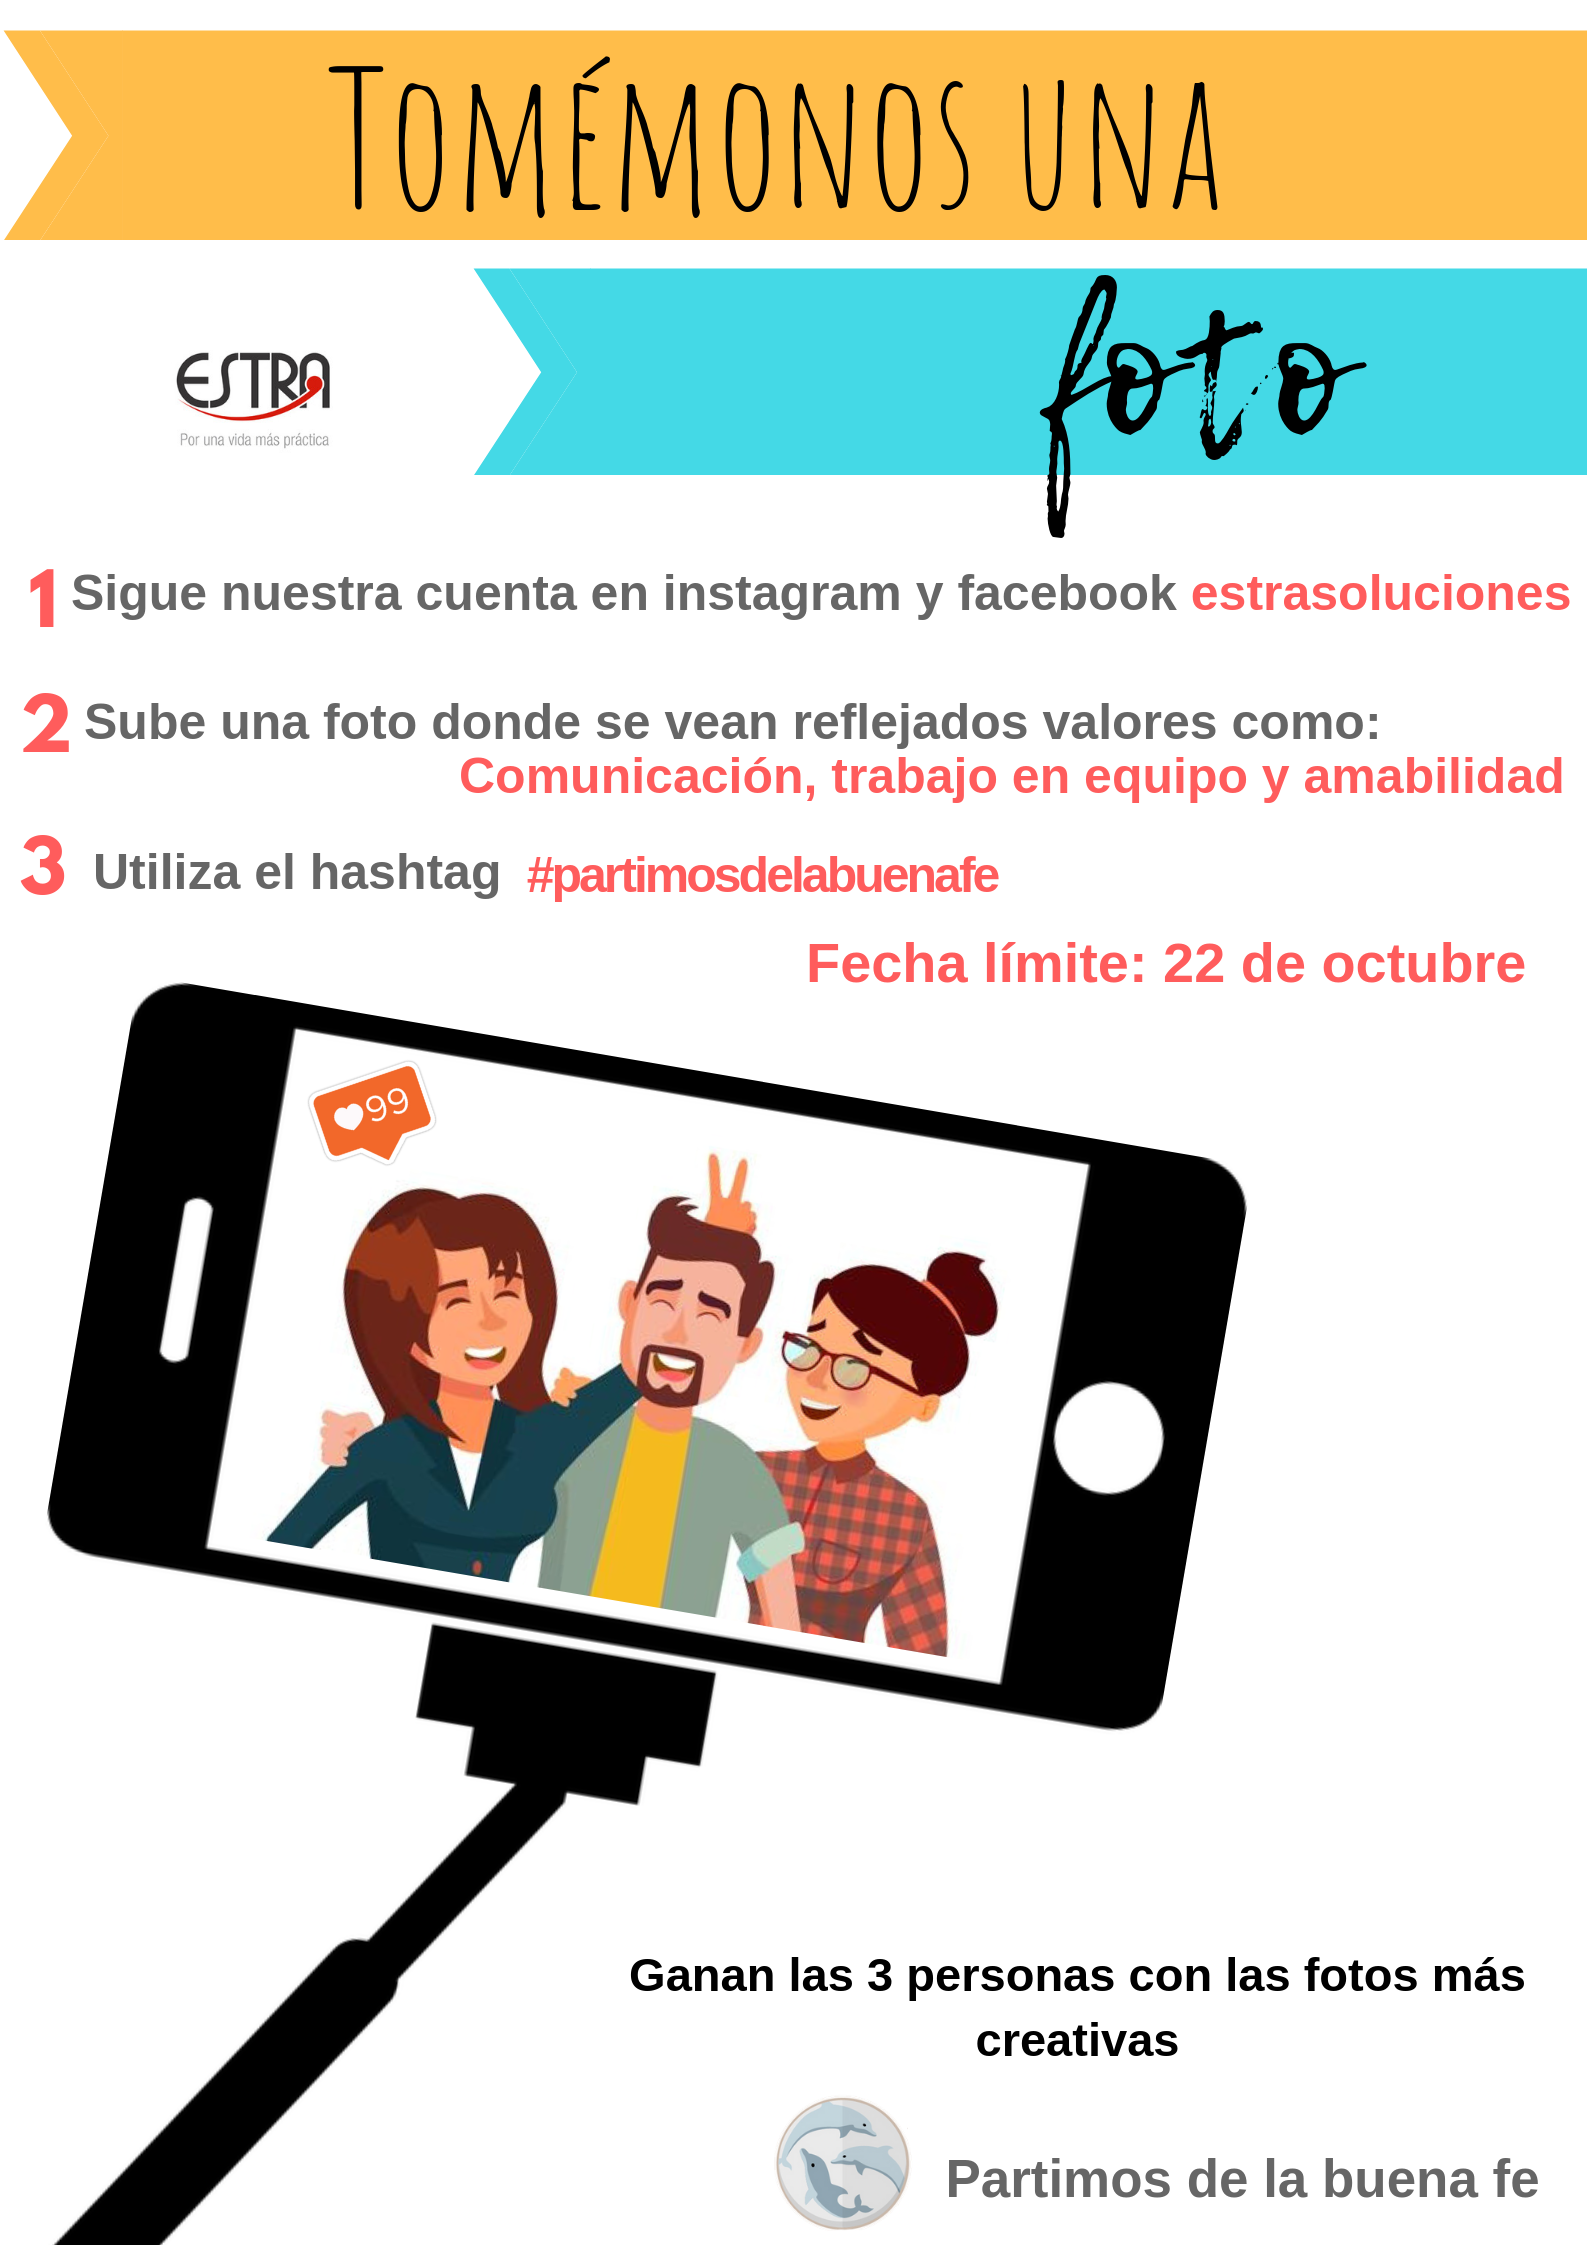 Tomémonos una
foto
ESTRA
Por una vida más práctica
1 Sigue nuestra cuenta en instagram y facebook estrasoluciones
2 Sube una foto donde se vean reflejados valores como:
Comunicación, trabajo en equipo y amabilidad
3 Utiliza el hashtag #partimosdelabuenafe
Fecha límite: 22 de octubre
99
Ganan las 3 personas con las fotos más
creativas
Partimos de la buena fe